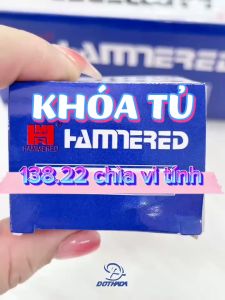 HAMMERED
KHÓA TỦ
HAMMERED
HAMMERED
138.22 chìa vi tính
DOTHADA